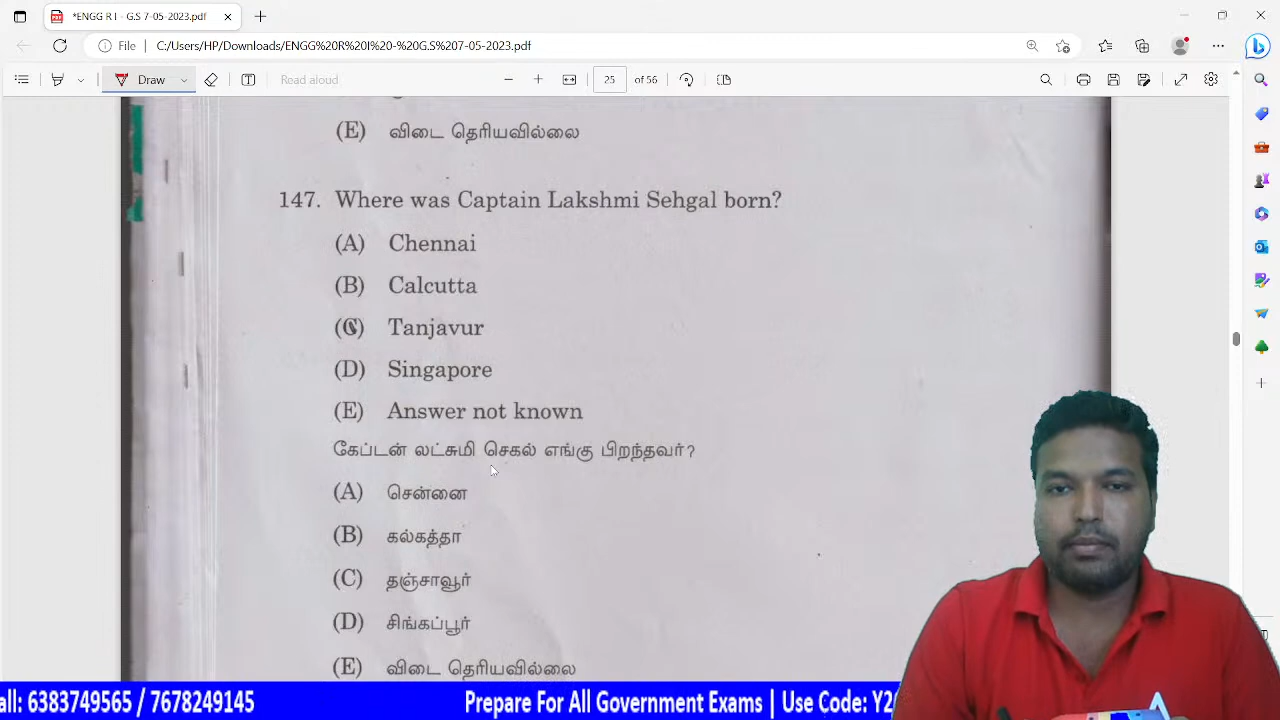 *ENGG R I - G.S 7-05-2023.pdf
File C:/Users/HP/Downloads/ENGG%20R%20I%20-%20G.S%207-05-2023.pdf
Draw Read aloud 25 of 56
(E) விடை தெரியவில்லை
147. Where was Captain Lakshmi Sehgal born?
(A) Chennai
(B) Calcutta
(C) Tanjavur
(D) Singapore
(E) Answer not known
கேப்டன் லட்சுமி செகல் எங்கு பிறந்தவர்?
(A) சென்னை
(B) கல்கத்தா
(C) தஞ்சாவூர்
(D) சிங்கப்பூர்
(E) விடை தெரியவில்லை
all: 6383749565 / 7678249145 Prepare For All Government Exams | Use Code: Y2